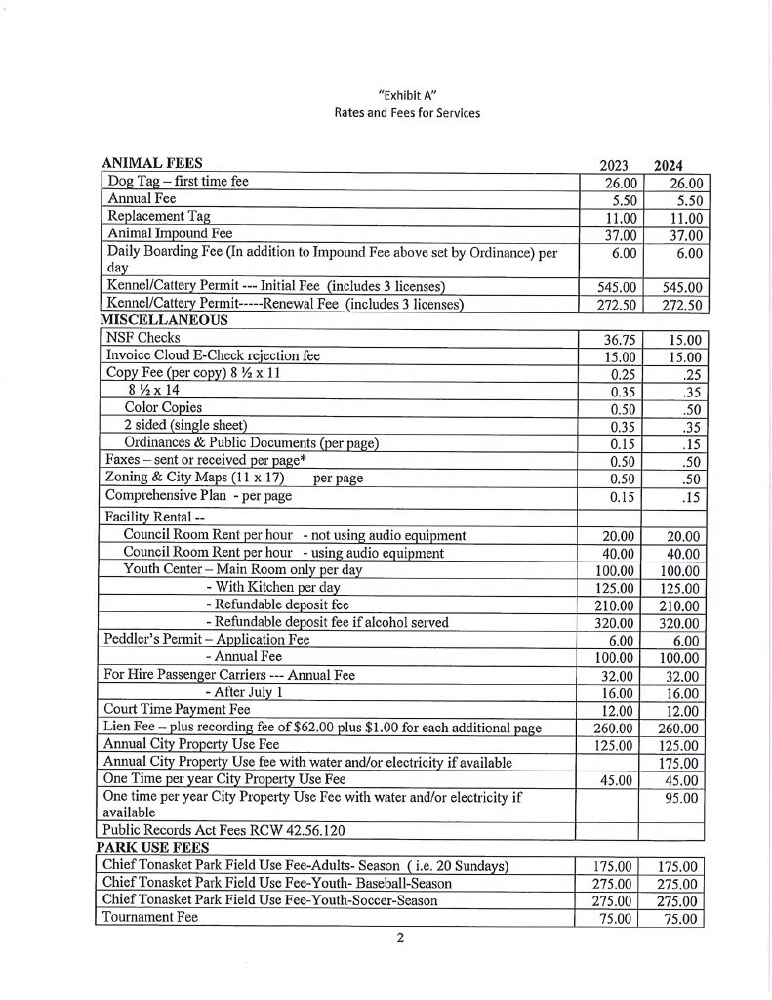 "Exhibit A"
Rates and Fees for Services
ANIMAL FEES 2023 2024
Dog Tag – first time fee 26.00 26.00
Annual Fee 5.50 5.50
Replacement Tag 11.00 11.00
Animal Impound Fee 37.00 37.00
Daily Boarding Fee (In addition to Impound Fee above set by Ordinance) per 6.00 6.00
day
Kennel/Cattery Permit --- Initial Fee (includes 3 licenses) 545.00 545.00
Kennel/Cattery Permit-----Renewal Fee (includes 3 licenses) 272.50 272.50
MISCELLANEOUS
NSF Checks 36.75 15.00
Invoice Cloud E-Check rejection fee 15.00 15.00
Copy Fee (per copy) 8 ½ x 11 0.25 .25
8 ½ x 14 0.35 .35
Color Copies 0.50 .50
2 sided (single sheet) 0.35 .35
Ordinances & Public Documents (per page) 0.15 .15
Faxes – sent or received per page* 0.50 .50
Zoning & City Maps (11 x 17) per page 0.50 .50
Comprehensive Plan - per page 0.15 .15
Facility Rental --
Council Room Rent per hour - not using audio equipment 20.00 20.00
Council Room Rent per hour - using audio equipment 40.00 40.00
Youth Center – Main Room only per day 100.00 100.00
- With Kitchen per day 125.00 125.00
- Refundable deposit fee 210.00 210.00
- Refundable deposit fee if alcohol served 320.00 320.00
Peddler's Permit – Application Fee 6.00 6.00
- Annual Fee 100.00 100.00
For Hire Passenger Carriers --- Annual Fee 32.00 32.00
- After July 1 16.00 16.00
Court Time Payment Fee 12.00 12.00
Lien Fee – plus recording fee of $62.00 plus $1.00 for each additional page 260.00 260.00
Annual City Property Use Fee 125.00 125.00
Annual City Property Use fee with water and/or electricity if available 175.00
One Time per year City Property Use Fee 45.00 45.00
One time per year City Property Use Fee with water and/or electricity if 95.00
available
Public Records Act Fees RCW 42.56.120
PARK USE FEES
Chief Tonasket Park Field Use Fee-Adults- Season ( i.e. 20 Sundays) 175.00 175.00
Chief Tonasket Park Field Use Fee-Youth- Baseball-Season 275.00 275.00
Chief Tonasket Park Field Use Fee-Youth-Soccer-Season 275.00 275.00
Tournament Fee 75.00 75.00
2